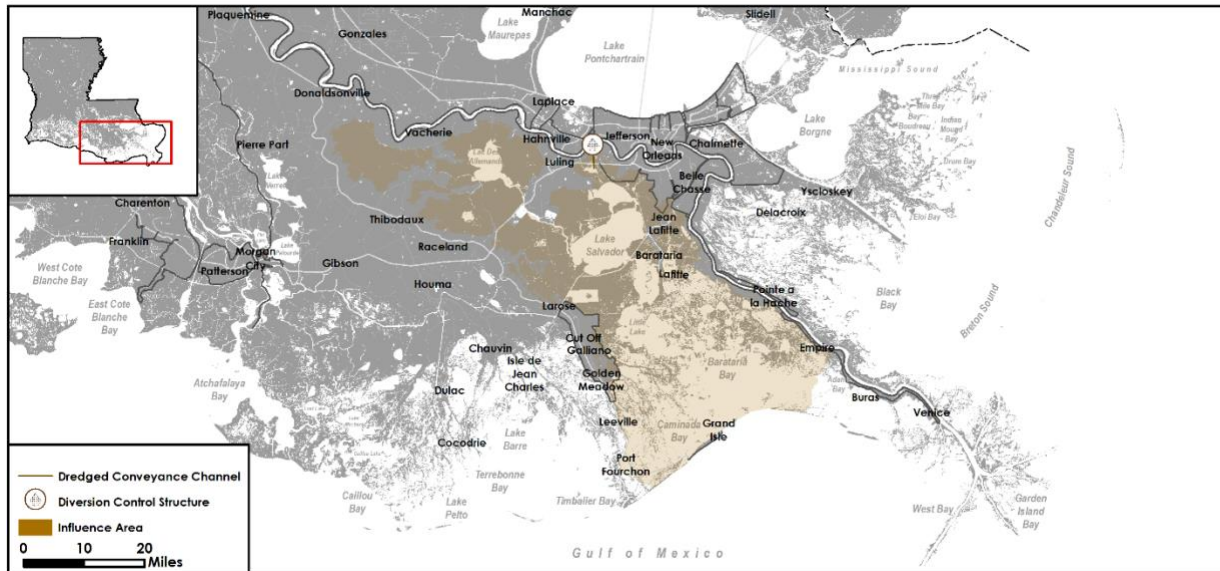 Plaquemine
Manchac
Slidell
Lake
Maurepas
Gonzales
Lake
Pontchartrain
Mississippi Sound
Donaldsonville
Laplace
Lake
Borgne
Vacherie
Hahnville
Jefferson
New
Orleans
Chalmette
Pierre Part
Luling
Lake
Verret
Belle
Chasse
Yscloskey
Charenton
Thibodaux
Jean
Lafitte
Delacroix
Eloi Bay
Chandeleur Sound
Franklin
Morgan
City
Raceland
Lake
Salvador
Barataria
Lafitte
West Cote
Blanche Bay
Patterson
Gibson
Houma
Pointe a
la Hache
Black
Bay
Breton Sound
East Cote
Blanche
Bay
Larose
Little
Lake
Cut Off
Galliano
Empire
Chauvin
Isle de
Jean
Charles
Barataria
Bay
Golden
Meadow
Atchafalaya
Bay
Dulac
Buras
Venice
Leeville
Caminada
Bay
Grand
Isle
Cocodrie
Lake
Barre
Port
Fourchon
Terrebonne
Bay
Caillou
Bay
Lake
Pelto
Timbalier Bay
West Bay
Garden
Island
Bay
Gulf of Mexico
Dredged Conveyance Channel
Diversion Control Structure
Influence Area
0 10 20
Miles